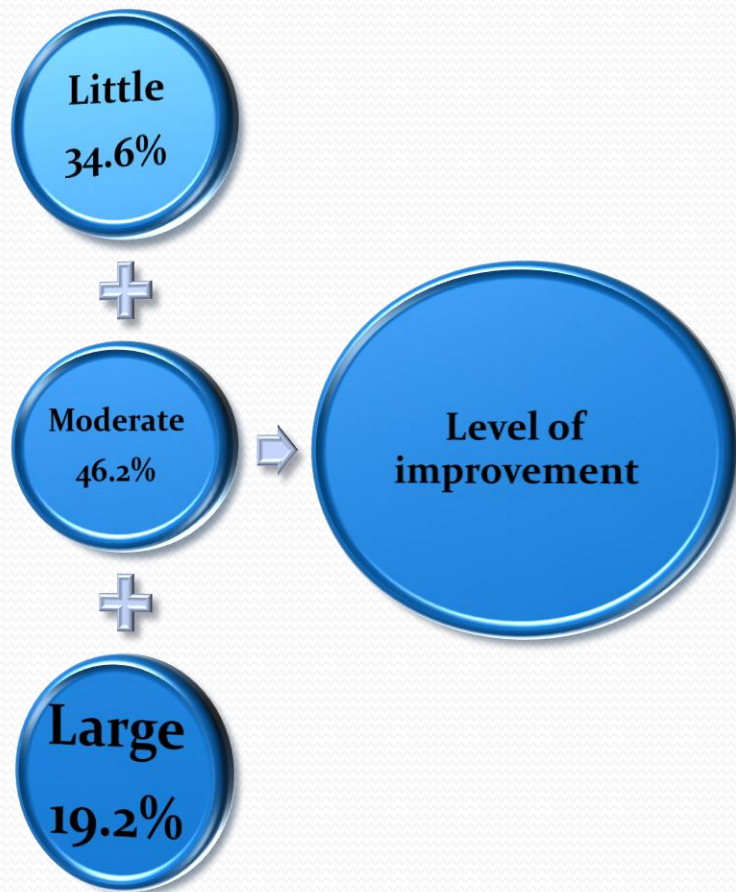 Little
34.6%
Moderate
46.2%
Level of
improvement
Large
19.2%